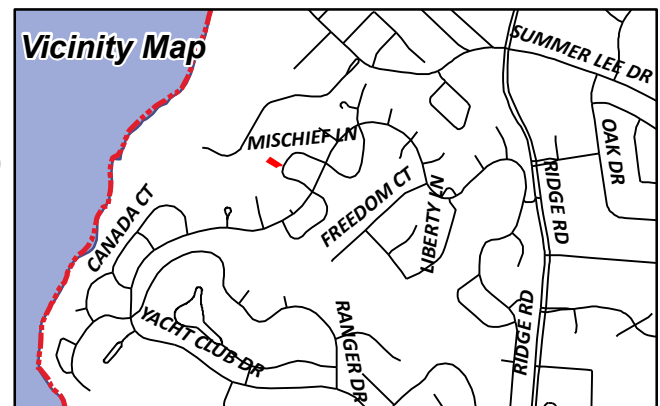 Vicinity Map
SUMMER LEE DR
MISCHIEF LN
OAK DR
RIDGE RD
FREEDOM CT
LIBERTY LN
CANADA CT
YACHT CLUB DR
RANGER DR
RIDGE RD